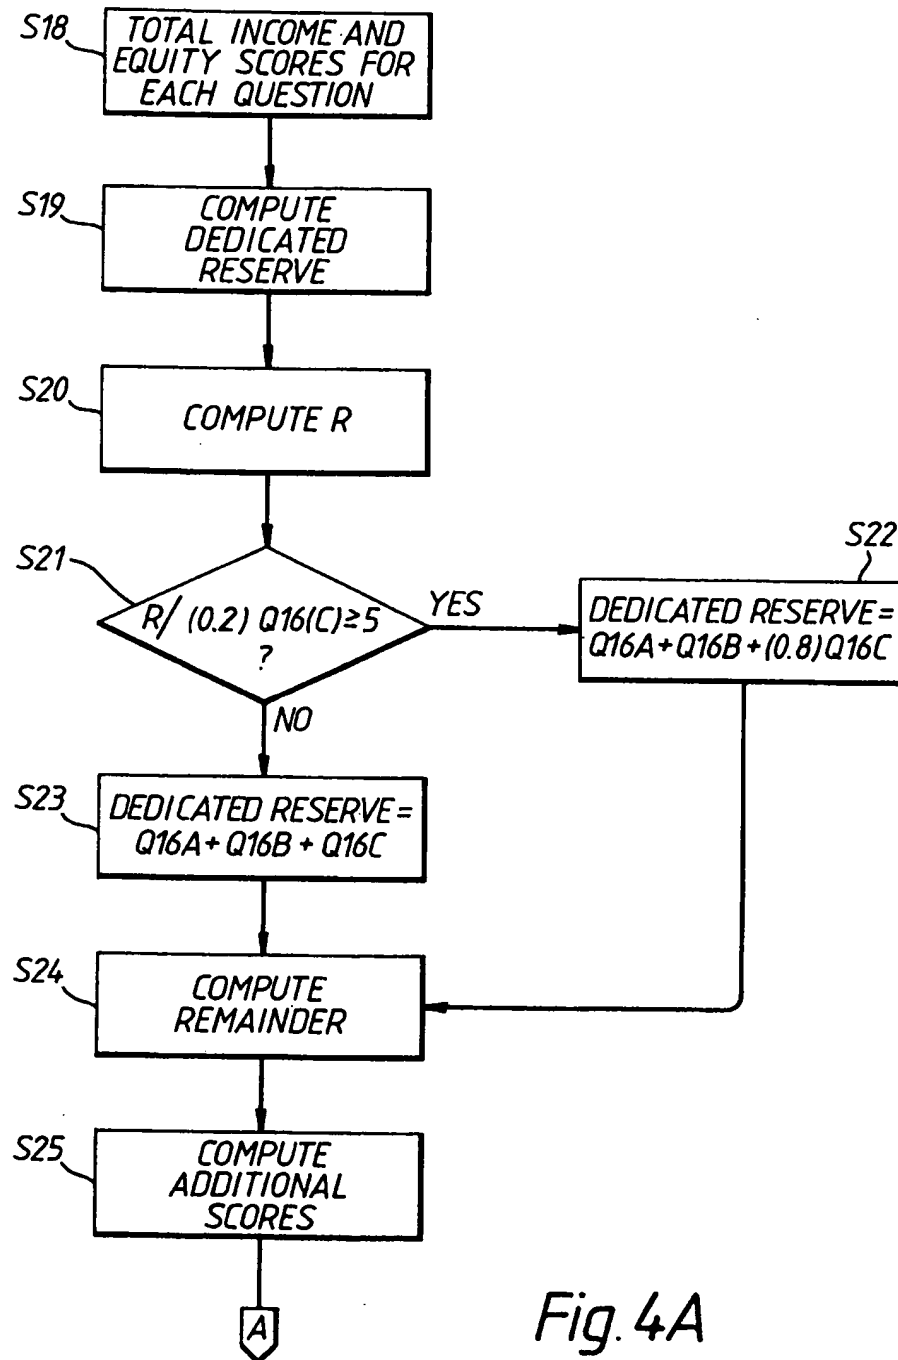 S18
TOTAL INCOME AND
EQUITY SCORES FOR
EACH QUESTION
S19
COMPUTE
DEDICATED
RESERVE
S20
COMPUTE R
S21
R/ (0.2) Q16(C)≥5
?
YES
S22
DEDICATED RESERVE=
Q16A+Q16B+(0.8)Q16C
NO
S23
DEDICATED RESERVE=
Q16A+Q16B+Q16C
S24
COMPUTE
REMAINDER
S25
COMPUTE
ADDITIONAL
SCORES
A
Fig. 4A